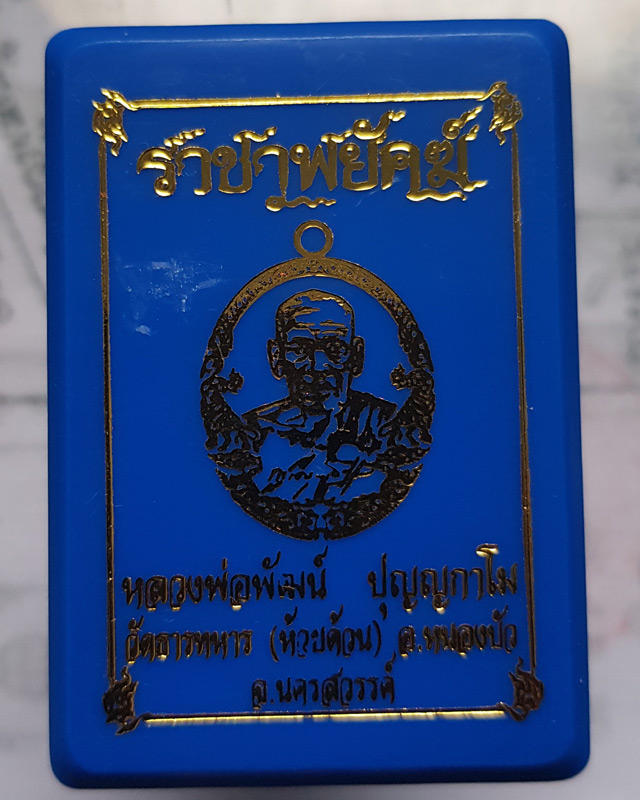 ราชาพยัคฆ์
หลวงพ่อพัฒน์ ปุญญกาโม
วัดธารทหาร (ห้วยด้วน) อ.หนองบัว
จ.นครสวรรค์